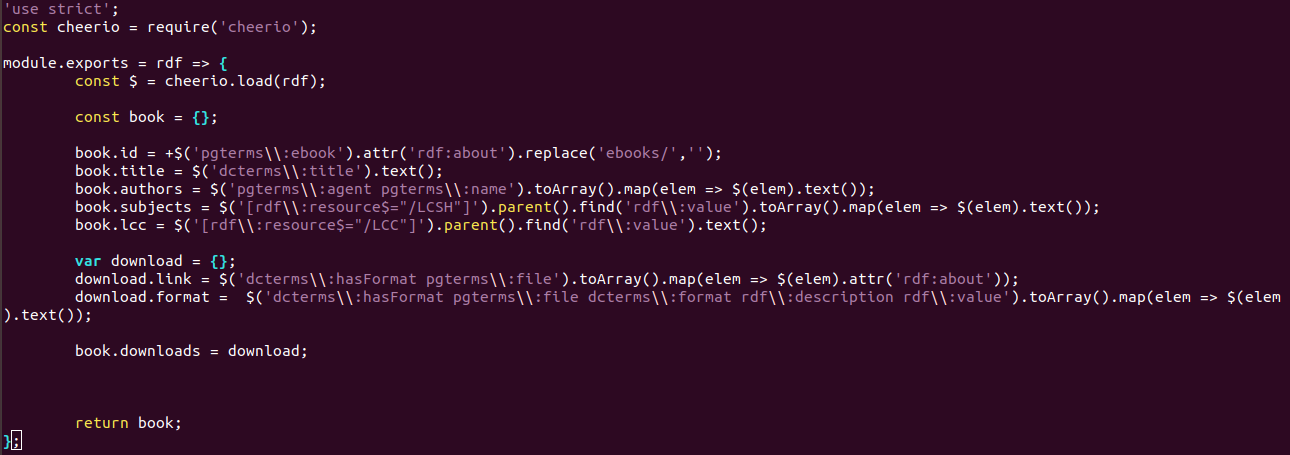 'use strict';
const cheerio = require('cheerio');
module.exports = rdf => {
const $ = cheerio.load(rdf);
const book = {};
book.id = +$('pgterms\\:ebook').attr('rdf:about').replace('ebooks/','');
book.title = $('dcterms\\:title').text();
book.authors = $('pgterms\\:agent pgterms\\:name').toArray().map(elem => $(elem).text());
book.subjects = $('[rdf\\:resource$="/LCSH"]').parent().find('rdf\\:value').toArray().map(elem => $(elem).text());
book.lcc = $('[rdf\\:resource$="/LCC"]').parent().find('rdf\\:value').text();
var download = {};
download.link = $('dcterms\\:hasFormat pgterms\\:file').toArray().map(elem => $(elem).attr('rdf:about'));
download.format =  $('dcterms\\:hasFormat pgterms\\:file dcterms\\:format rdf\\:description rdf\\:value').toArray().map(elem => $(elem
).text());
book.downloads = download;
return book;
};